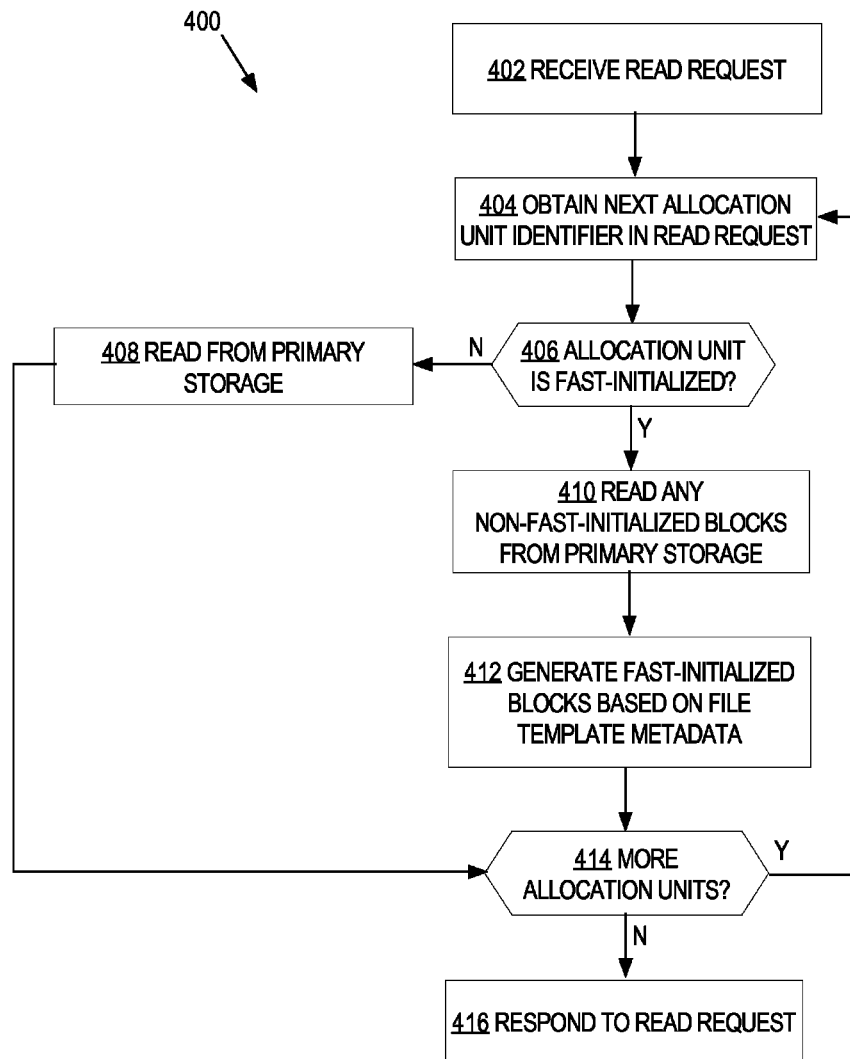 400
402 RECEIVE READ REQUEST
404 OBTAIN NEXT ALLOCATION
UNIT IDENTIFIER IN READ REQUEST
406 ALLOCATION UNIT
IS FAST-INITIALIZED?
N
408 READ FROM PRIMARY
STORAGE
Y
410 READ ANY
NON-FAST-INITIALIZED BLOCKS
FROM PRIMARY STORAGE
412 GENERATE FAST-INITIALIZED
BLOCKS BASED ON FILE
TEMPLATE METADATA
414 MORE
ALLOCATION UNITS?
Y
N
416 RESPOND TO READ REQUEST